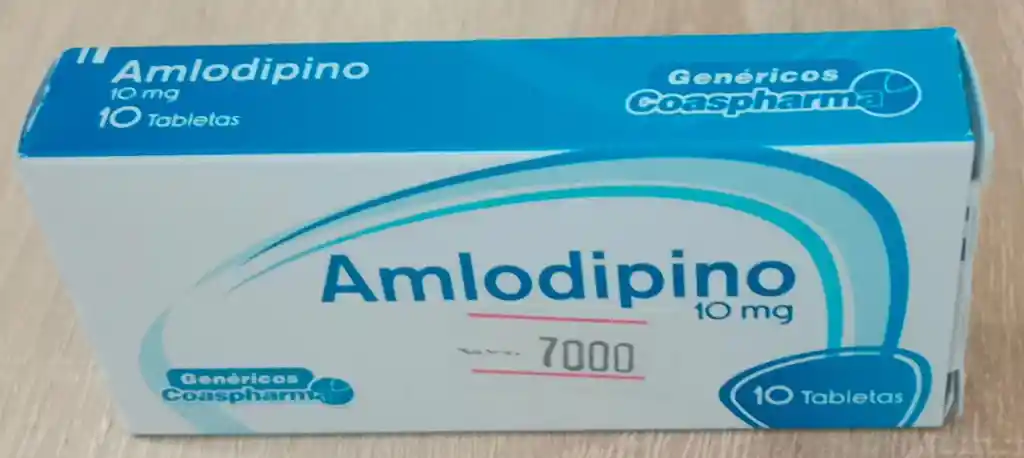 Amlodipino
10 mg
10 Tabletas
Genéricos
Coaspharma
Amlodipino
10 mg
7000
Genéricos
Coaspharma
10 Tabletas